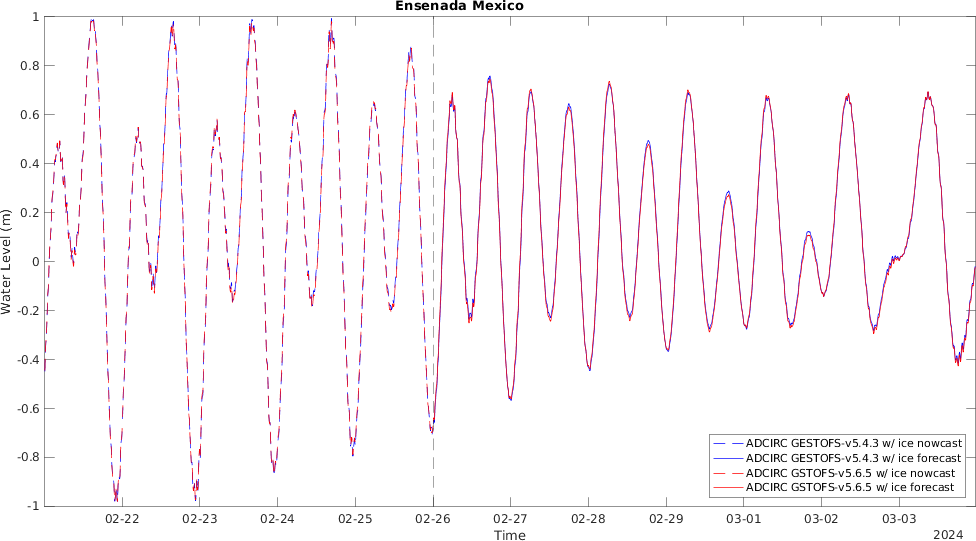 Ensenada Mexico
1
0.8
0.6
0.4
0.2
0
-0.2
-0.4
-0.6
-0.8
-1
Water Level (m)
ADCIRC GESTOFS-v5.4.3 w/ ice nowcast
ADCIRC GESTOFS-v5.4.3 w/ ice forecast
ADCIRC GSTOFS-v5.6.5 w/ ice nowcast
ADCIRC GSTOFS-v5.6.5 w/ ice forecast
02-22 02-23 02-24 02-25 02-26 02-27 02-28 02-29 03-01 03-02 03-03
Time
2024